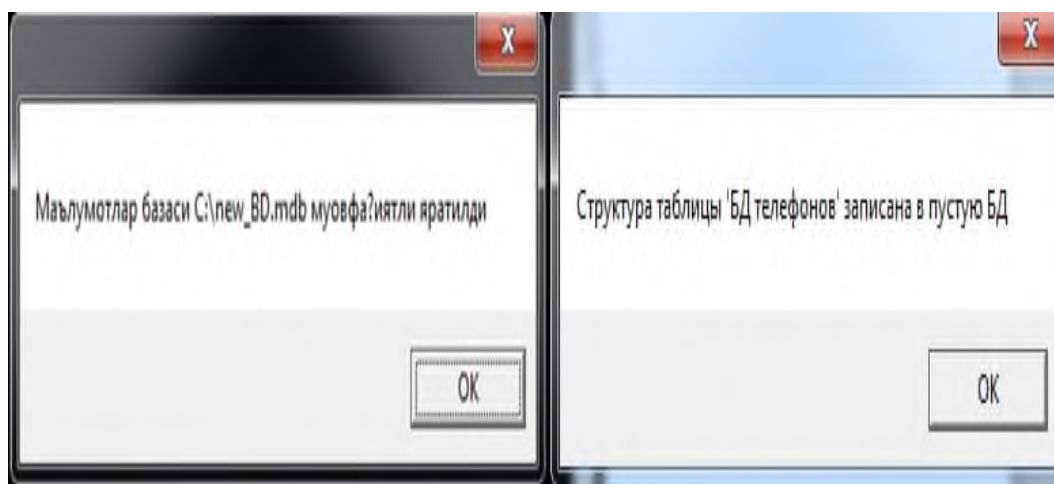 X
Маълумотлар базаси C:\new_BD.mdb муовфа?иятли яратилди
OK
X
Структура таблицы 'БД телефонов' записана в пустую БД
OK